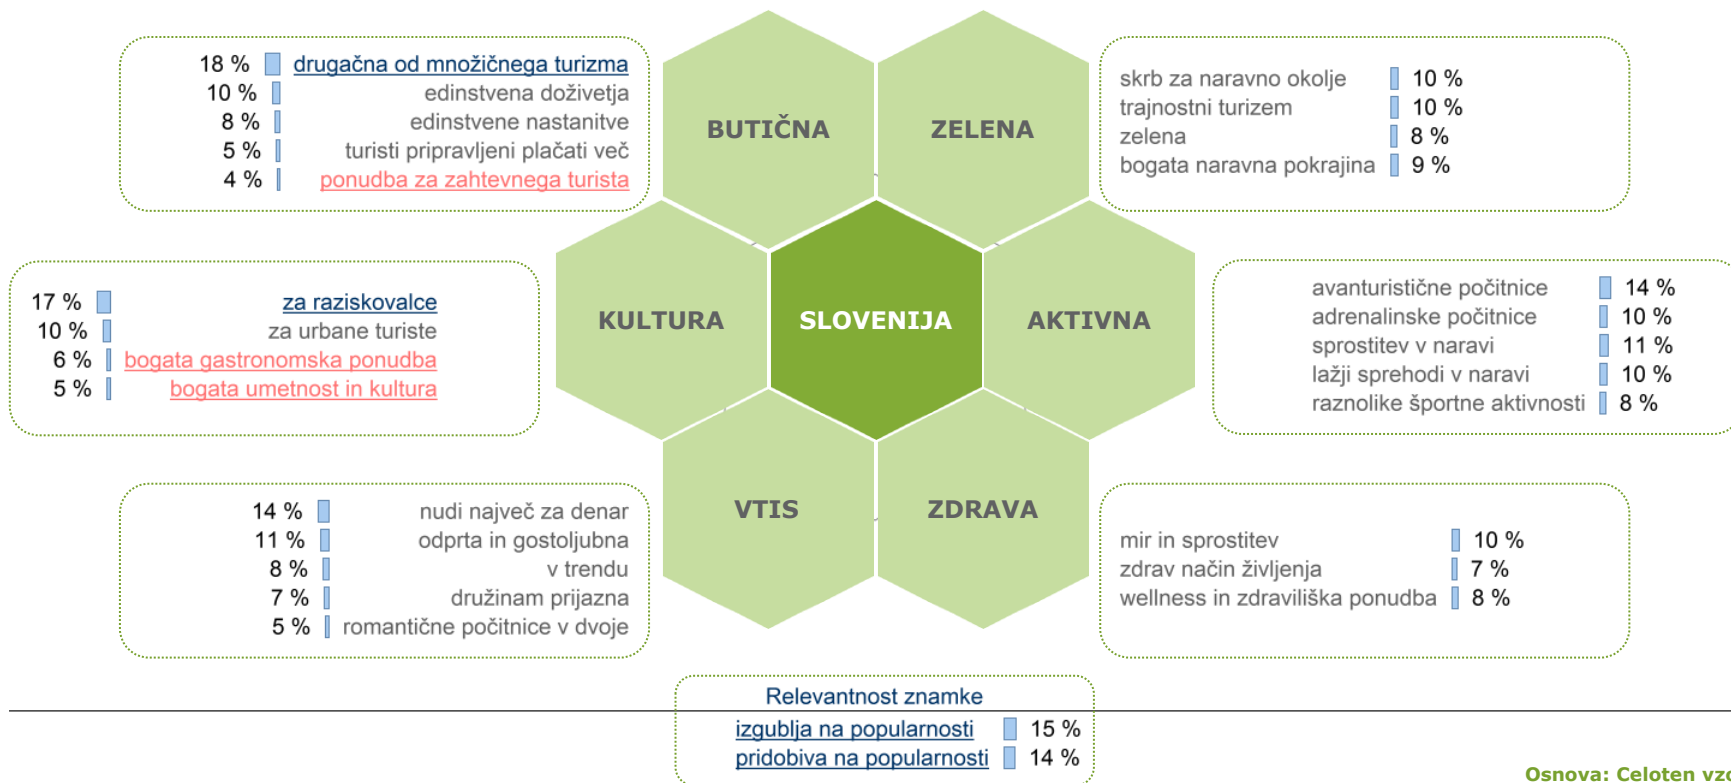 18 % drugačna od množičnega turizma
10 % edinstvena doživetja
8 % edinstvene nastanitve
5 % turisti pripravljeni plačati več
4 % ponudba za zahtevnega turista
BUTIČNA
ZELENA
skrb za naravno okolje 10 %
trajnostni turizem 10 %
zelena 8 %
bogata naravna pokrajina 9 %
17 % za raziskovalce
10 % za urbane turiste
6 % bogata gastronomska ponudba
5 % bogata umetnost in kultura
KULTURA
SLOVENIJA
AKTIVNA
avanturistične počitnice 14 %
adrenalinske počitnice 10 %
sprostitev v naravi 11 %
lažji sprehodi v naravi 10 %
raznolike športne aktivnosti 8 %
14 % nudi največ za denar
11 % odprta in gostoljubna
8 % v trendu
7 % družinam prijazna
5 % romantične počitnice v dvoje
VTIS
ZDRAVA
mir in sprostitev 10 %
zdrav način življenja 7 %
wellness in zdraviliška ponudba 8 %
Relevantnost znamke
izgublja na popularnosti 15 %
pridobiva na popularnosti 14 %
Osnova: Celoten